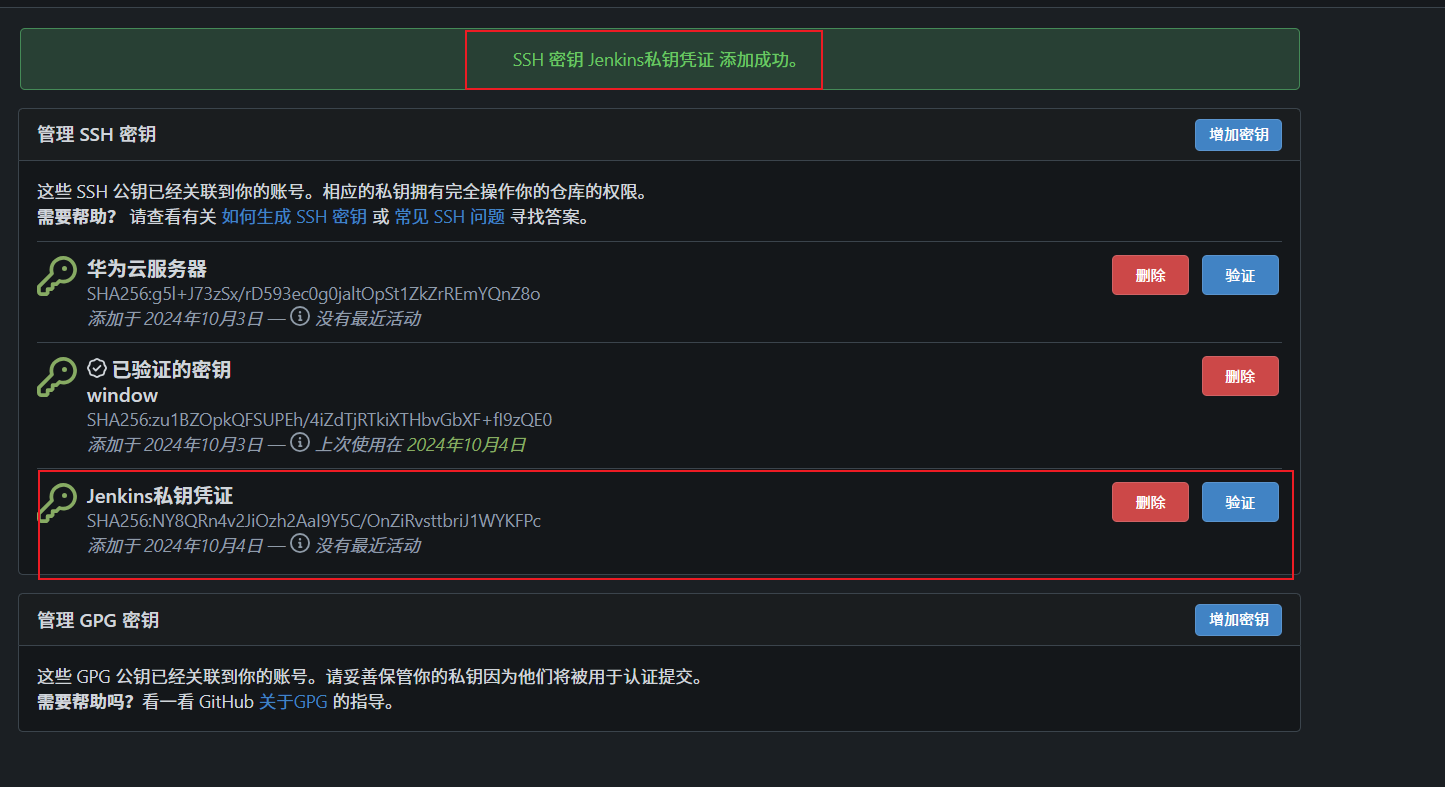 SSH 密钥 Jenkins私钥凭证 添加成功。
管理 SSH 密钥
增加密钥
这些 SSH 公钥已经关联到你的账号。相应的私钥拥有完全操作你的仓库的权限。
需要帮助? 请查看有关 如何生成 SSH 密钥 或 常见 SSH 问题 寻找答案。
华为云服务器
删除
验证
SHA256:g5l+J73zSx/rD593ec0g0jaltOpSt1ZkZrREmYQnZ8o
添加于 2024年10月3日 — 没有最近活动
已验证的密钥
删除
window
SHA256:zu1BZOpkQFSUPEh/4iZdTjRTkiXTHbvGbXF+fI9zQE0
添加于 2024年10月3日 — 上次使用在 2024年10月4日
Jenkins私钥凭证
删除
验证
SHA256:NY8QRn4v2JiOzh2AaI9Y5C/OnZiRvsttbriJ1WYKFPc
添加于 2024年10月4日 — 没有最近活动
管理 GPG 密钥
增加密钥
这些 GPG 公钥已经关联到你的账号。请妥善保管你的私钥因为他们将被用于认证提交。
需要帮助吗? 看一看 GitHub 关于GPG 的指导。